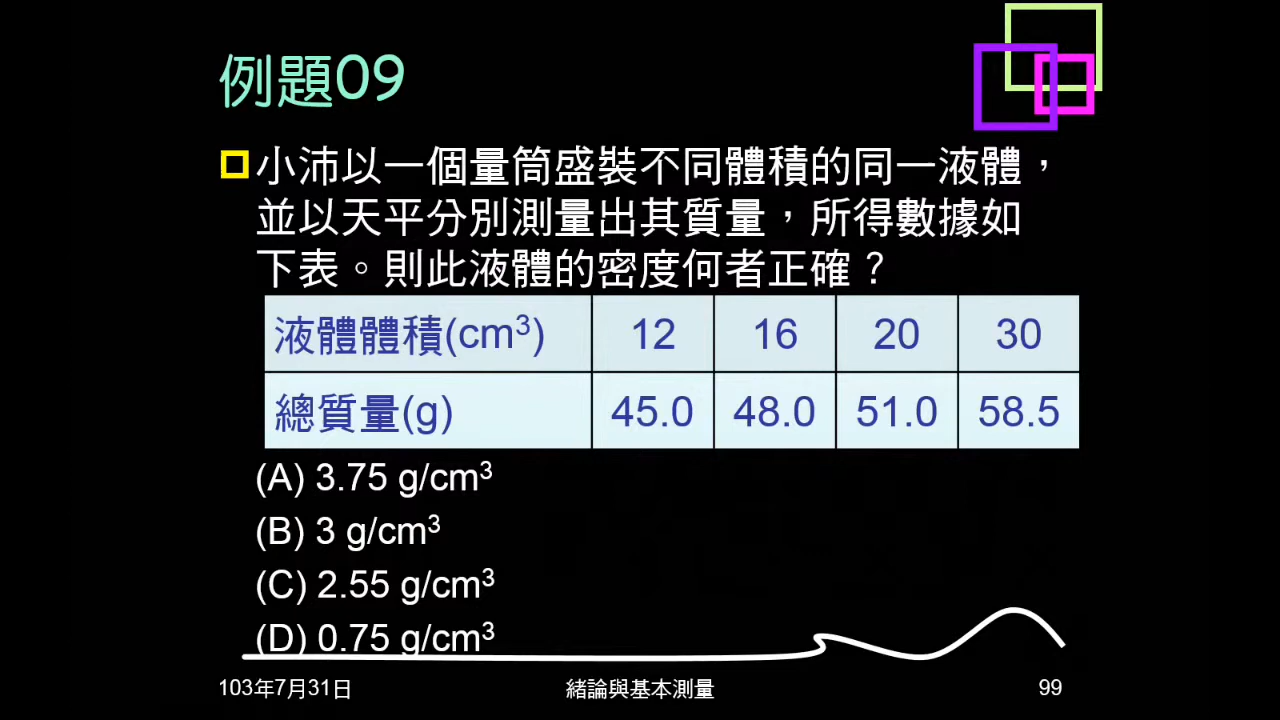 例題09
小沛以一個量筒盛裝不同體積的同一液體，
並以天平分別測量出其質量，所得數據如
下表。則此液體的密度何者正確？
液體體積(cm³) 12 16 20 30
總質量(g) 45.0 48.0 51.0 58.5
(A) 3.75 g/cm³
(B) 3 g/cm³
(C) 2.55 g/cm³
(D) 0.75 g/cm³
103年7月31日 緒論與基本測量 99